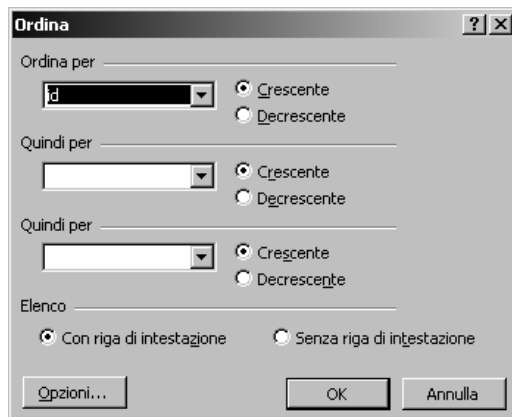 Ordina
Ordina per
id
Crescente
Decrescente
Quindi per
Crescente
Decrescente
Quindi per
Crescente
Decrescente
Elenco
Con riga di intestazione Senza riga di intestazione
Opzioni... OK Annulla